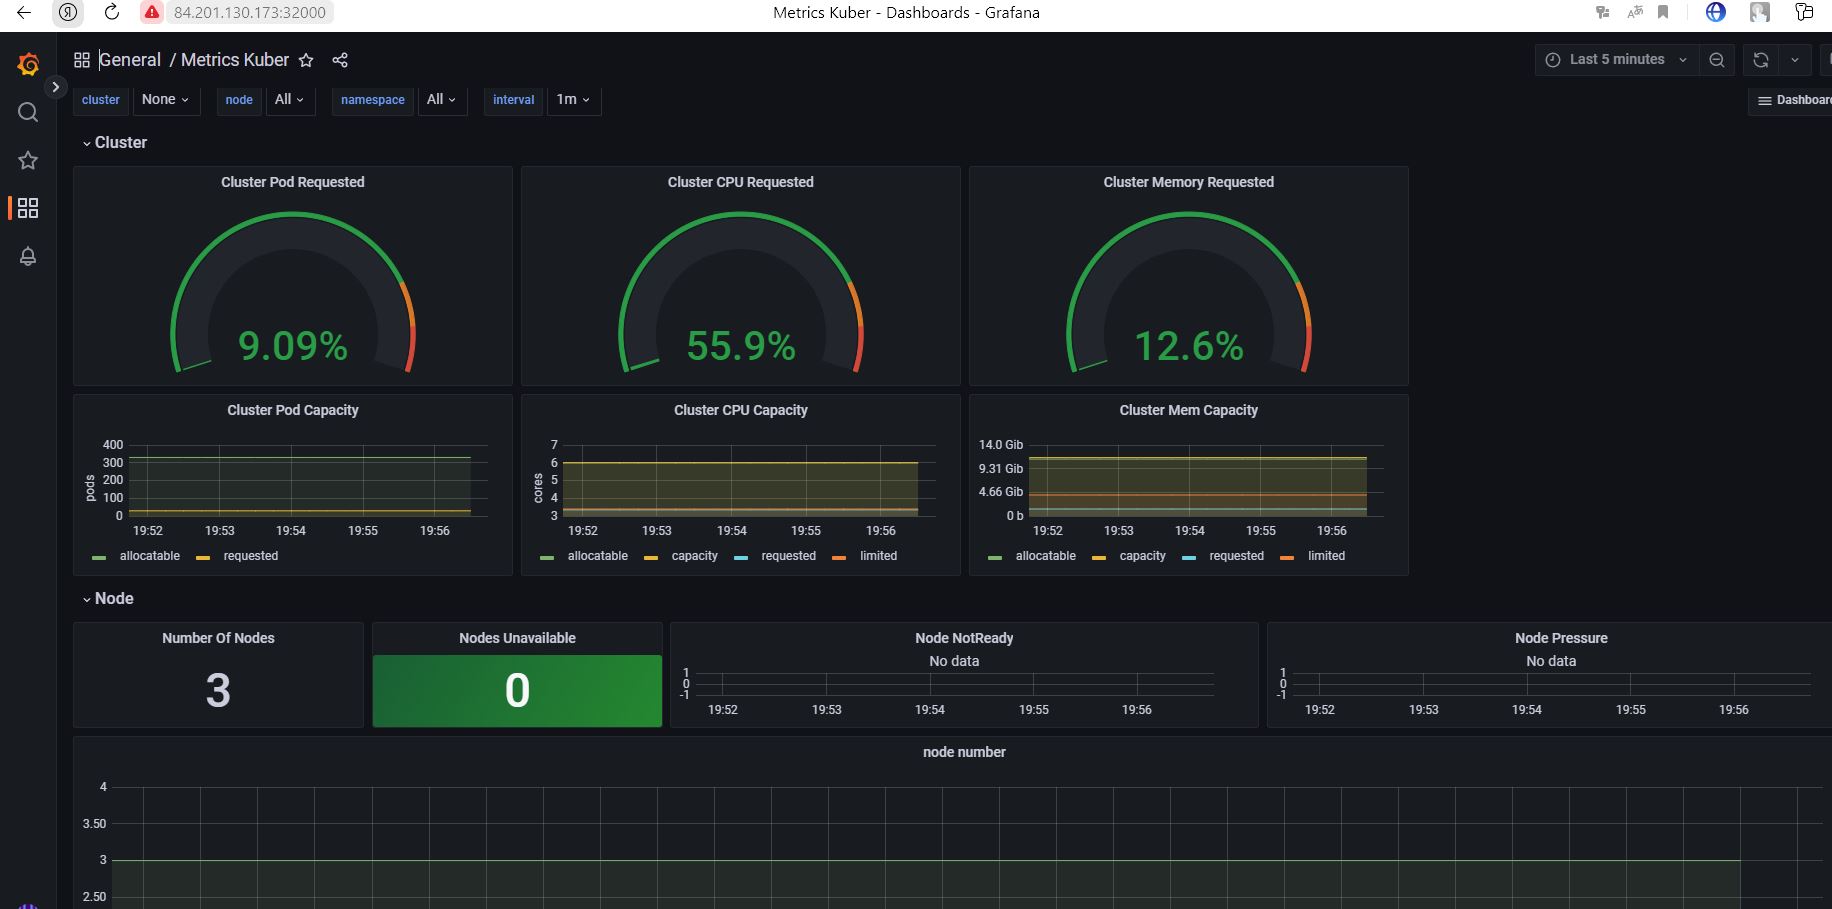 Я 84.201.130.173:32000 Metrics Kuber - Dashboards - Grafana
General / Metrics Kuber Last 5 minutes
cluster None node All namespace All interval 1m
Cluster
Cluster Pod Requested Cluster CPU Requested Cluster Memory Requested
9.09% 55.9% 12.6%
Cluster Pod Capacity
400
300
200
100
0
pods
19:52 19:53 19:54 19:55 19:56
allocatable requested
Cluster CPU Capacity
7
6
5
4
3
cores
19:52 19:53 19:54 19:55 19:56
allocatable capacity requested limited
Cluster Mem Capacity
14.0 Gib
9.31 Gib
4.66 Gib
0 b
19:52 19:53 19:54 19:55 19:56
allocatable capacity requested limited
Node
Number Of Nodes
3
Nodes Unavailable
0
Node NotReady
No data
1
0
-1
19:52 19:53 19:54 19:55 19:56
Node Pressure
No data
1
0
-1
19:52 19:53 19:54 19:55 19:56
node number
4
3.50
3
2.50